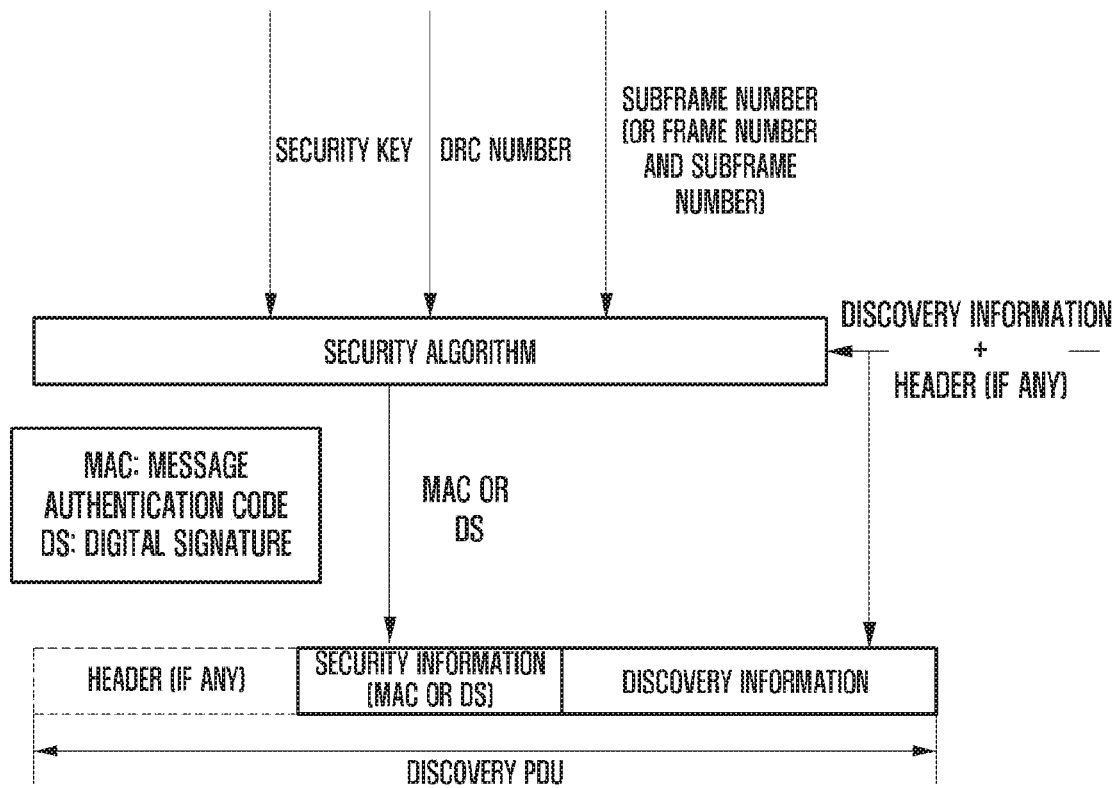 SECURITY KEY
DRC NUMBER
SUBFRAME NUMBER
(OR FRAME NUMBER
AND SUBFRAME
NUMBER)
DISCOVERY INFORMATION
+
HEADER (IF ANY)
SECURITY ALGORITHM
MAC: MESSAGE
AUTHENTICATION CODE
DS: DIGITAL SIGNATURE
MAC OR
DS
HEADER (IF ANY)
SECURITY INFORMATION
(MAC OR DS)
DISCOVERY INFORMATION
DISCOVERY PDU